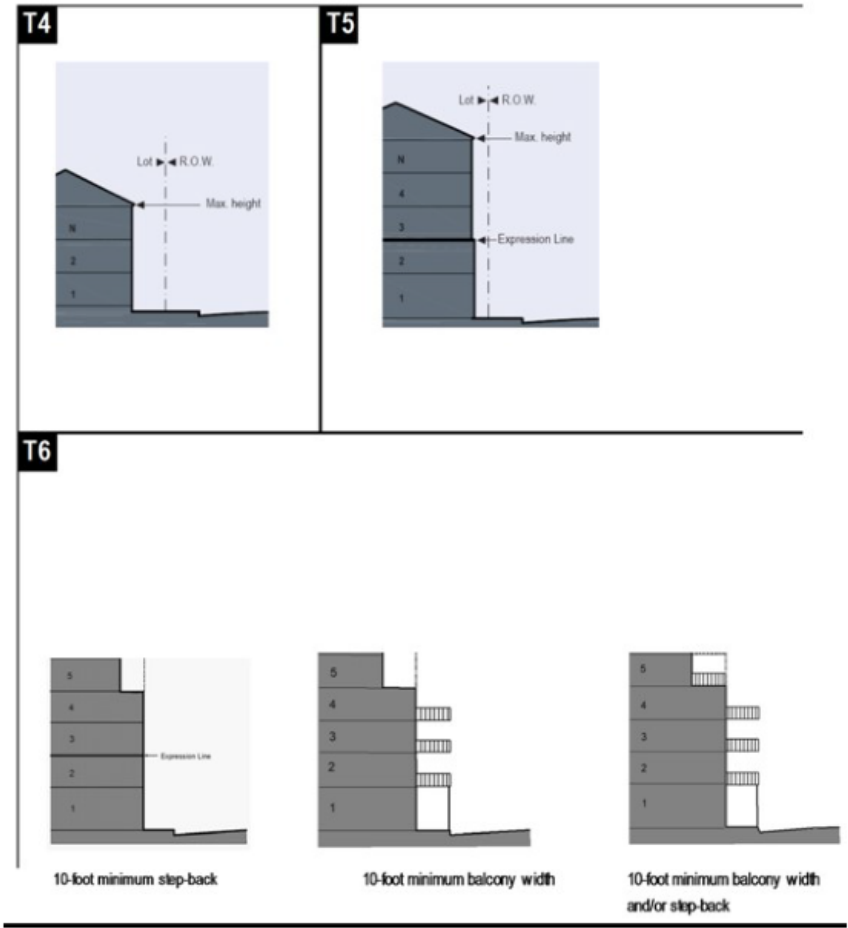 T4
Lot R.O.W.
Max. height
N
2
1
T5
Lot R.O.W.
Max. height
N
4
3
Expression Line
2
1
T6
5
4
3
Expression Line
2
1
10-foot minimum step-back
5
4
3
2
1
10-foot minimum balcony width
5
4
3
2
1
10-foot minimum balcony width
and/or step-back